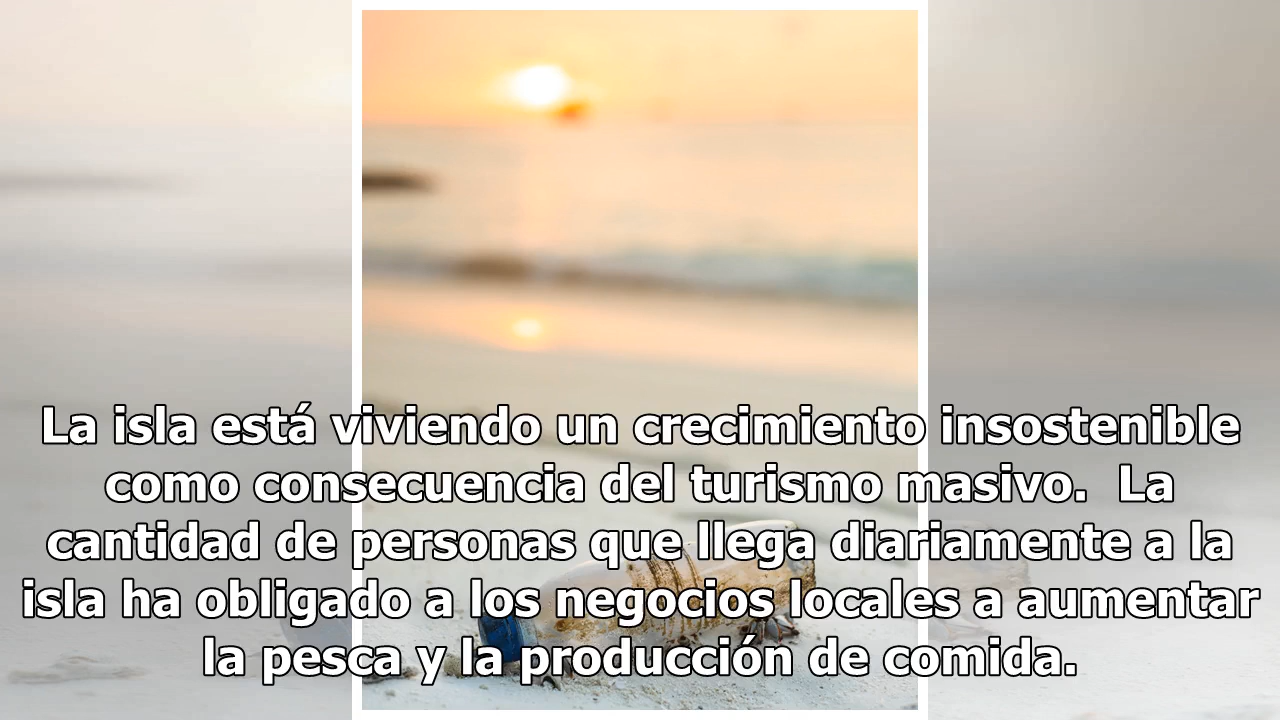 La isla está viviendo un crecimiento insostenible
como consecuencia del turismo masivo.  La
cantidad de personas que llega diariamente a la
isla ha obligado a los negocios locales a aumentar
la pesca y la producción de comida.